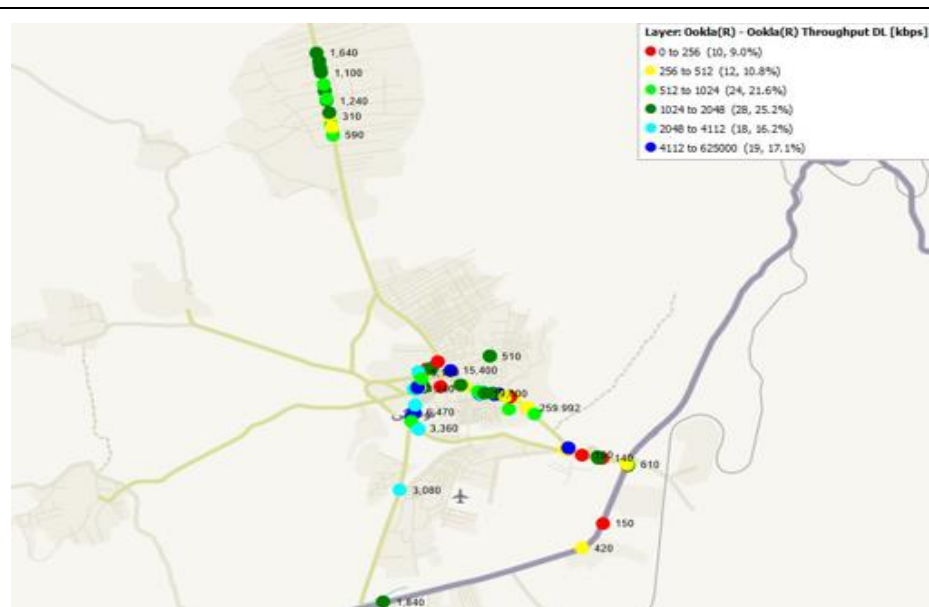 Layer: Ookla(R) - Ookla(R) Throughput DL [kbps]
0 to 256 (10, 9.0%)
256 to 512 (12, 10.8%)
512 to 1024 (24, 21.6%)
1024 to 2048 (28, 25.2%)
2048 to 4112 (18, 16.2%)
4112 to 625000 (19, 17.1%)
1,640
1,100
1,240
310
590
510
15,400
259.992
3,360
140
610
3,080
150
420
1,840